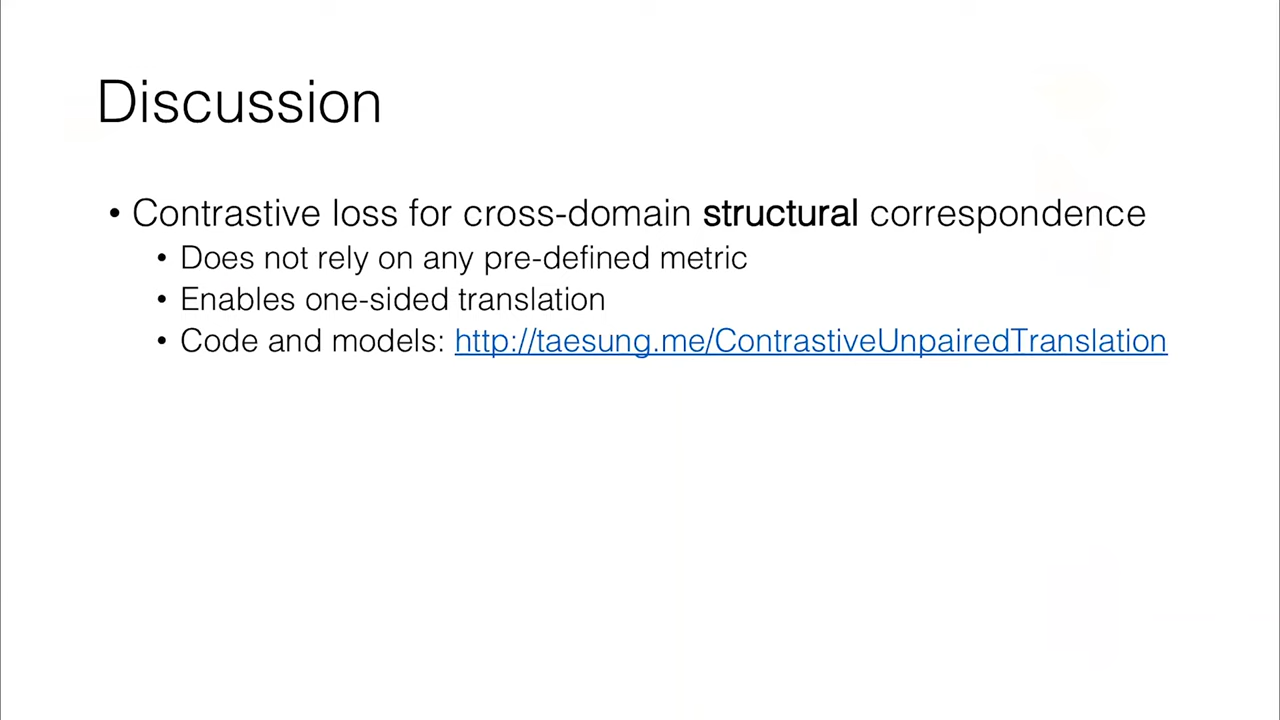 Discussion
• Contrastive loss for cross-domain structural correspondence
• Does not rely on any pre-defined metric
• Enables one-sided translation
• Code and models: http://taesung.me/ContrastiveUnpairedTranslation